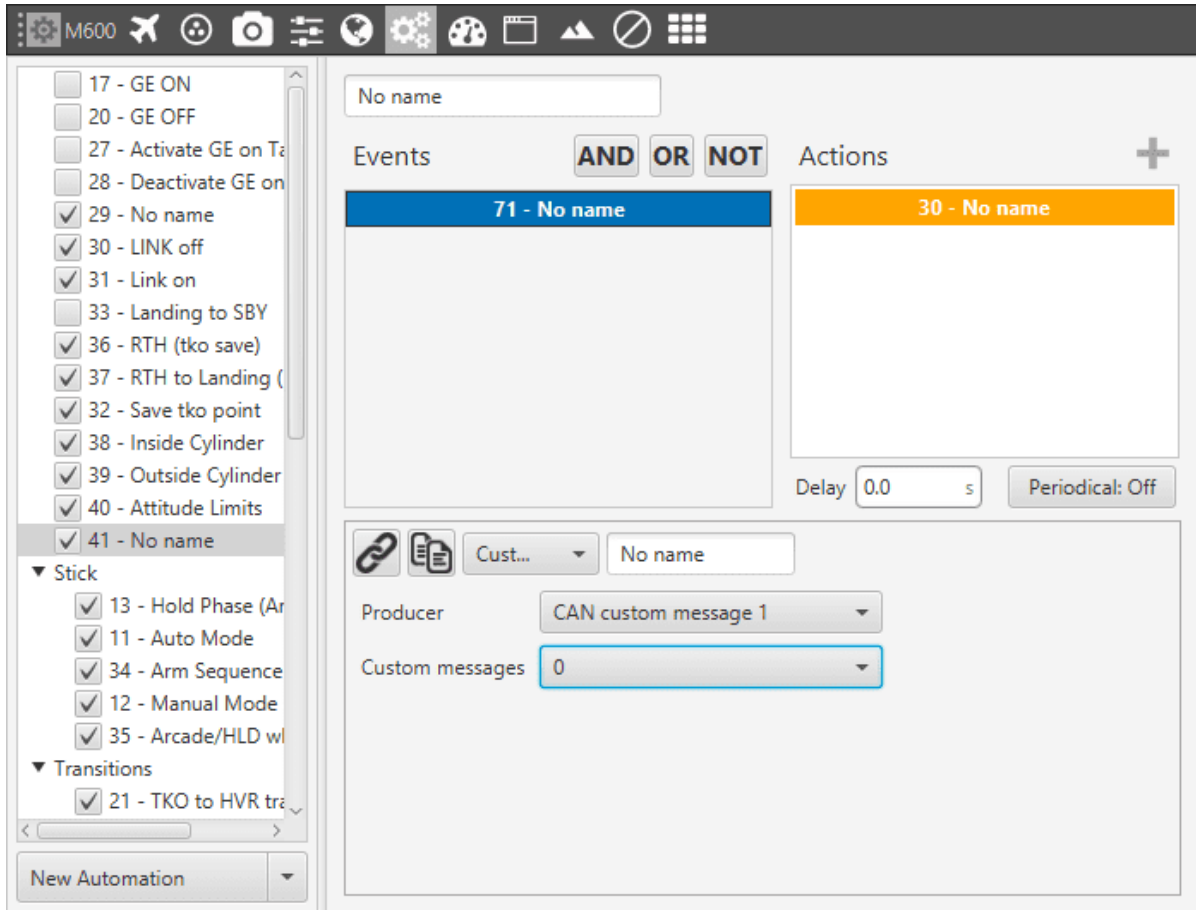 M600
17 - GE ON
20 - GE OFF
27 - Activate GE on Ta
28 - Deactivate GE on
29 - No name
30 - LINK off
31 - Link on
33 - Landing to SBY
36 - RTH (tko save)
37 - RTH to Landing (
32 - Save tko point
38 - Inside Cylinder
39 - Outside Cylinder
40 - Attitude Limits
41 - No name
Stick
13 - Hold Phase (Ar
11 - Auto Mode
34 - Arm Sequence
12 - Manual Mode
35 - Arcade/HLD wl
Transitions
21 - TKO to HVR tra
New Automation
No name
Events AND OR NOT
71 - No name
Actions
30 - No name
Delay 0.0 s Periodical: Off
Cust... No name
Producer CAN custom message 1
Custom messages 0